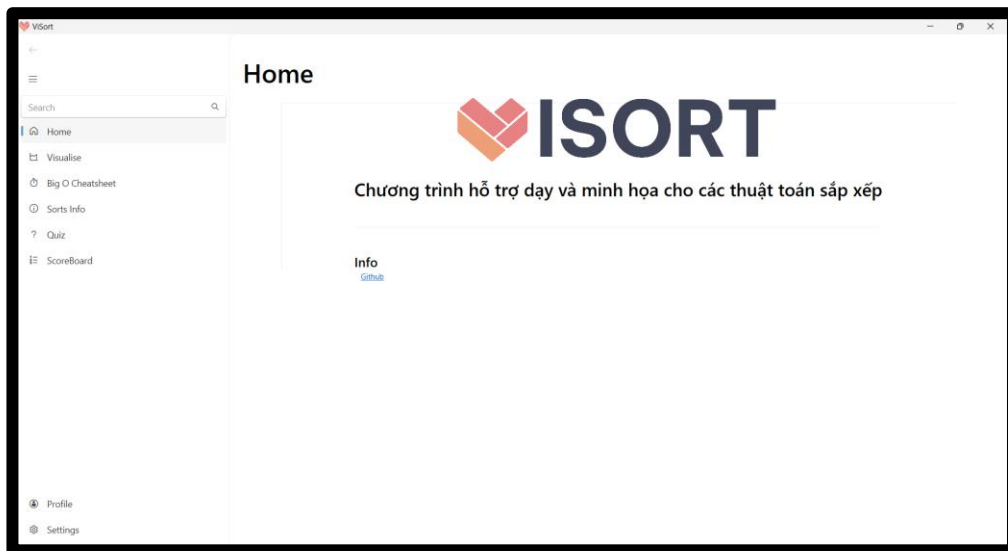 ViSort
Search
Home
Visualise
Big O Cheatsheet
Sorts Info
? Quiz
ScoreBoard
Profile
Settings
Home
ISORT
Chương trình hỗ trợ dạy và minh họa cho các thuật toán sắp xếp
Info
Github